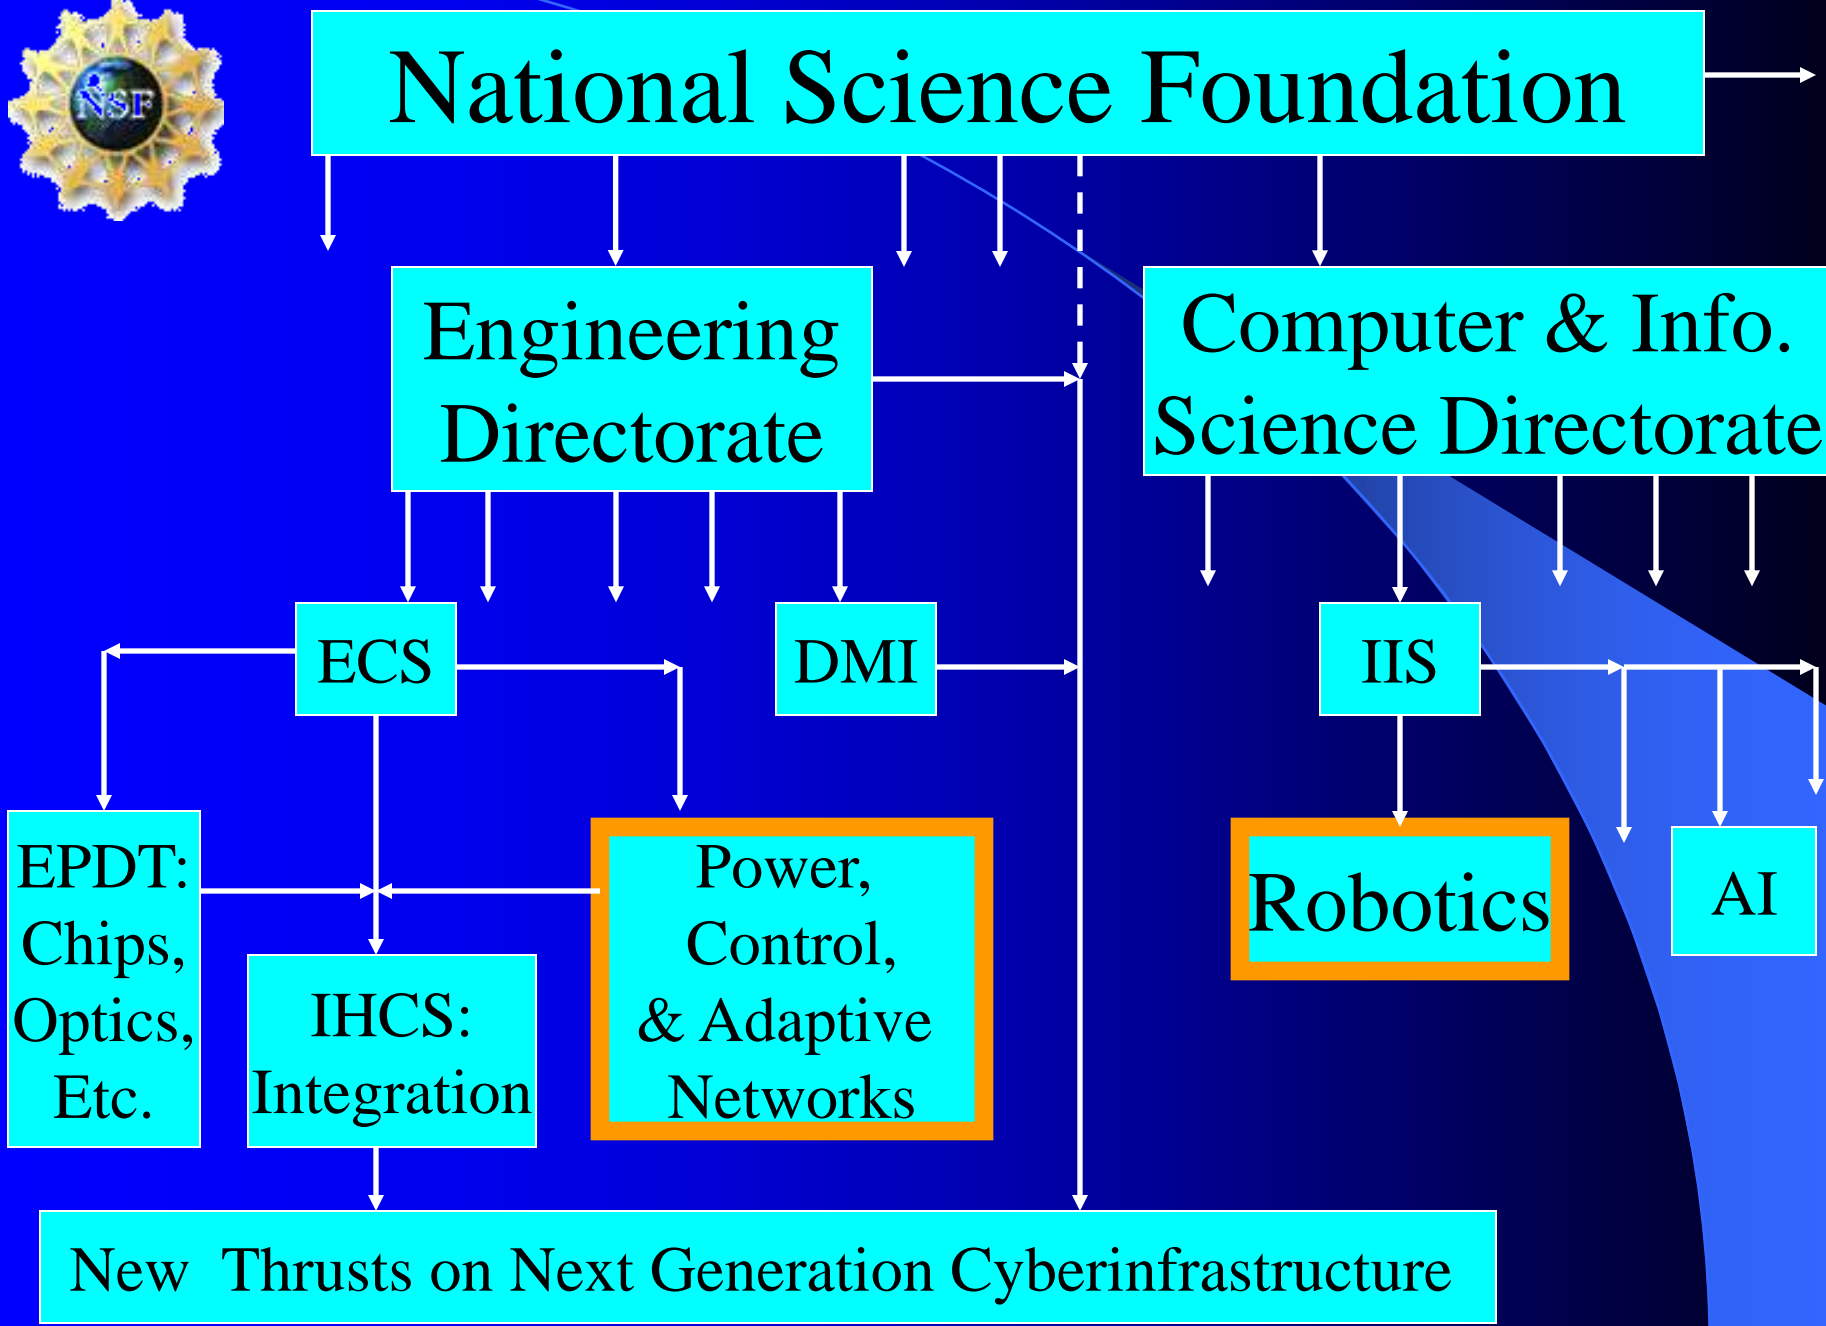 NSF
National Science Foundation
Engineering
Directorate
Computer & Info.
Science Directorate
ECS
DMI
IIS
EPDT:
Chips,
Optics,
Etc.
IHCS:
Integration
Power,
Control,
& Adaptive
Networks
Robotics
AI
New Thrusts on Next Generation Cyberinfrastructure